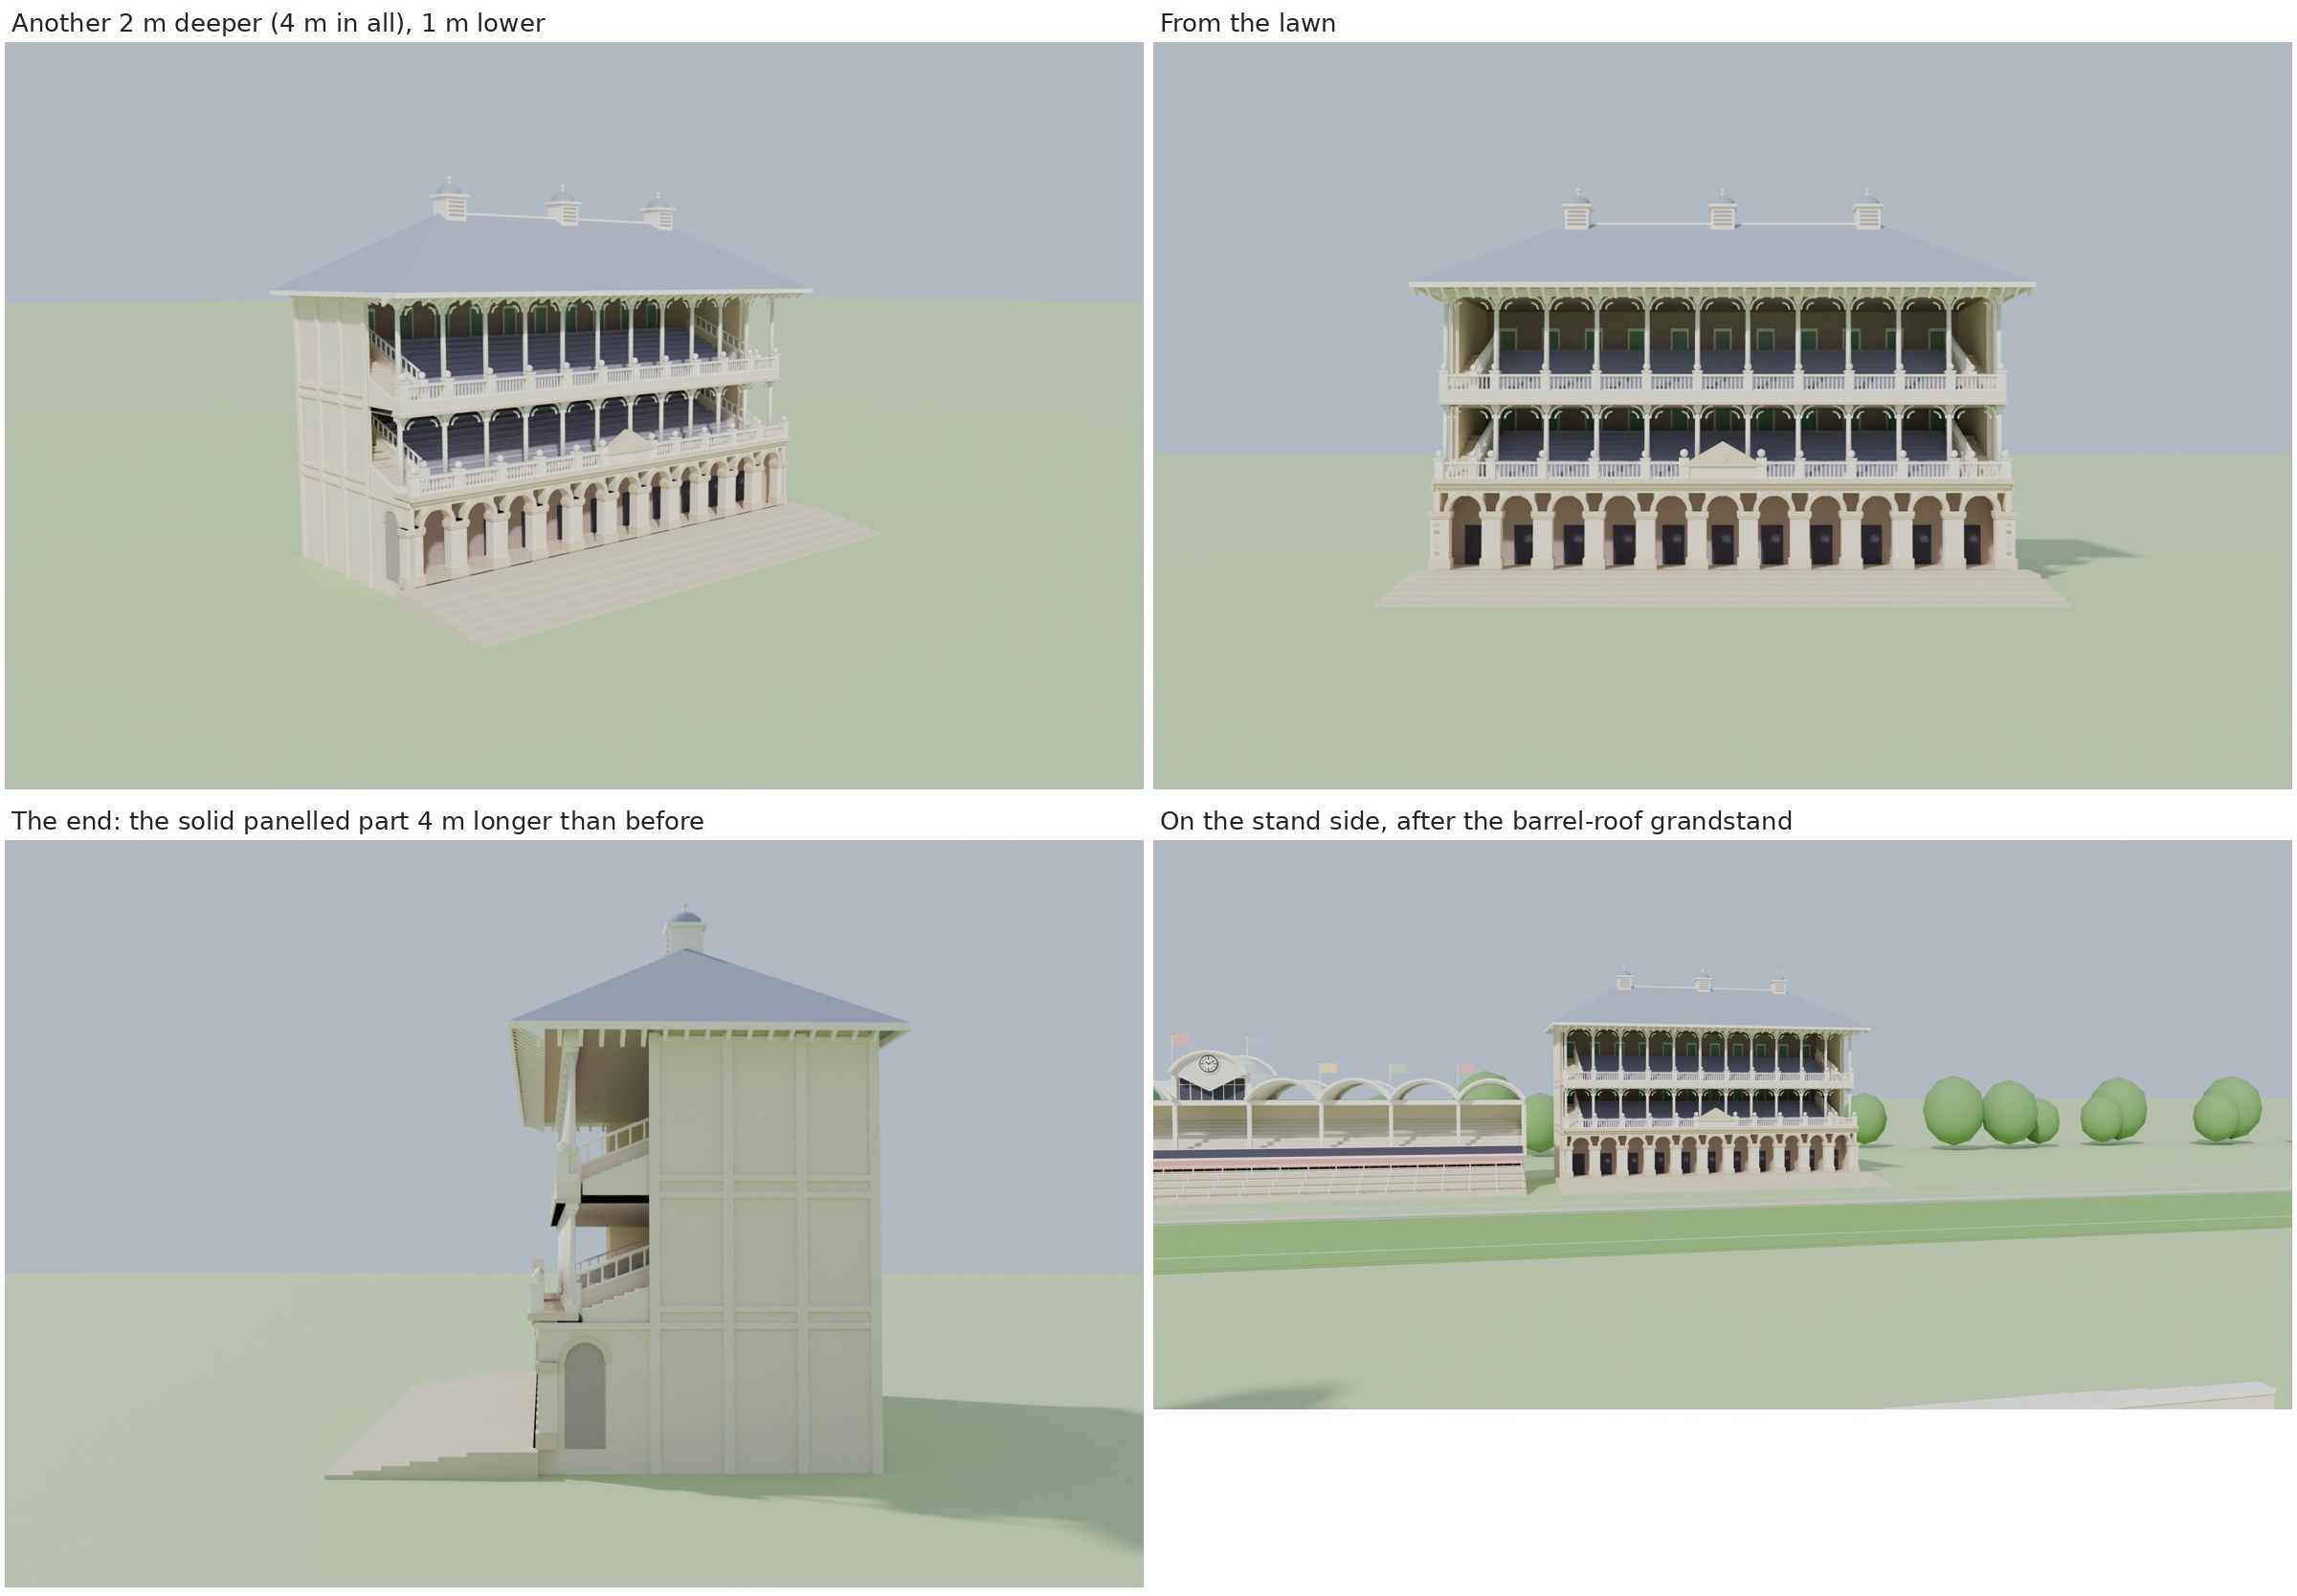 Another 2 m deeper (4 m in all), 1 m lower
From the lawn
The end: the solid panelled part 4 m longer than before
On the stand side, after the barrel-roof grandstand